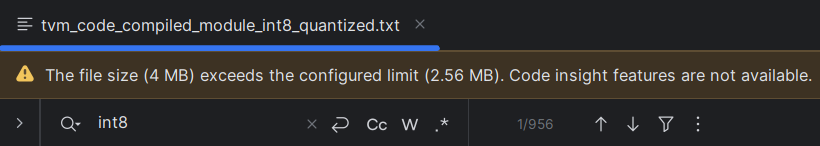 tvm_code_compiled_module_int8_quantized.txt
The file size (4 MB) exceeds the configured limit (2.56 MB). Code insight features are not available.
int8 Cc W .* 1/956